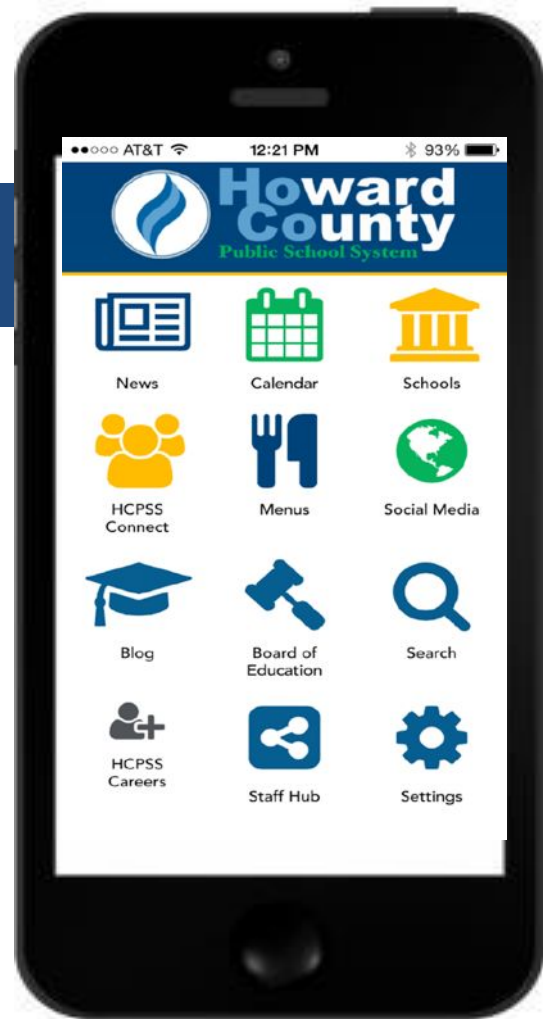 AT&T 12:21 PM 93%
Howard
County
Public School System
News Calendar Schools
HCPSS
Connect
Menus Social Media
Blog
Board of
Education
Search
HCPSS
Careers
Staff Hub Settings